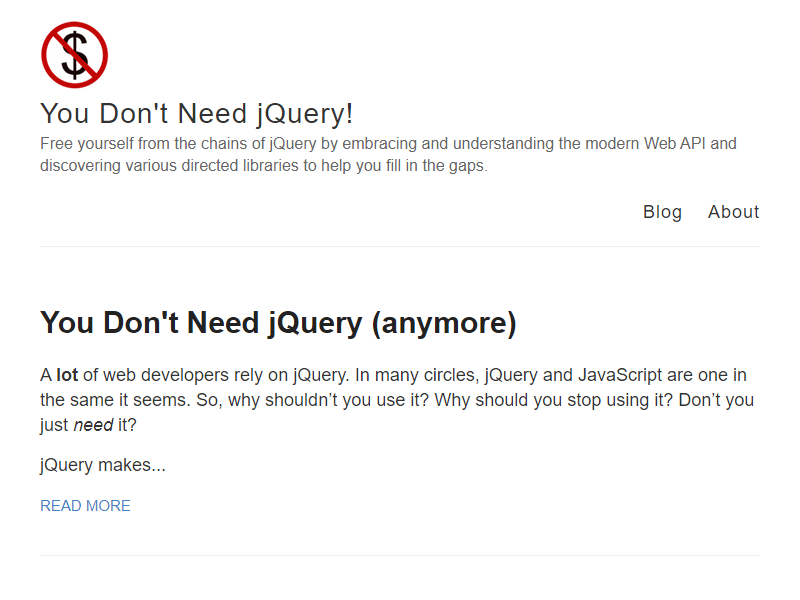 $
You Don't Need jQuery!
Free yourself from the chains of jQuery by embracing and understanding the modern Web API and
discovering various directed libraries to help you fill in the gaps.
Blog About
You Don't Need jQuery (anymore)
A lot of web developers rely on jQuery. In many circles, jQuery and JavaScript are one in
the same it seems. So, why shouldn’t you use it? Why should you stop using it? Don’t you
just need it?
jQuery makes...
READ MORE